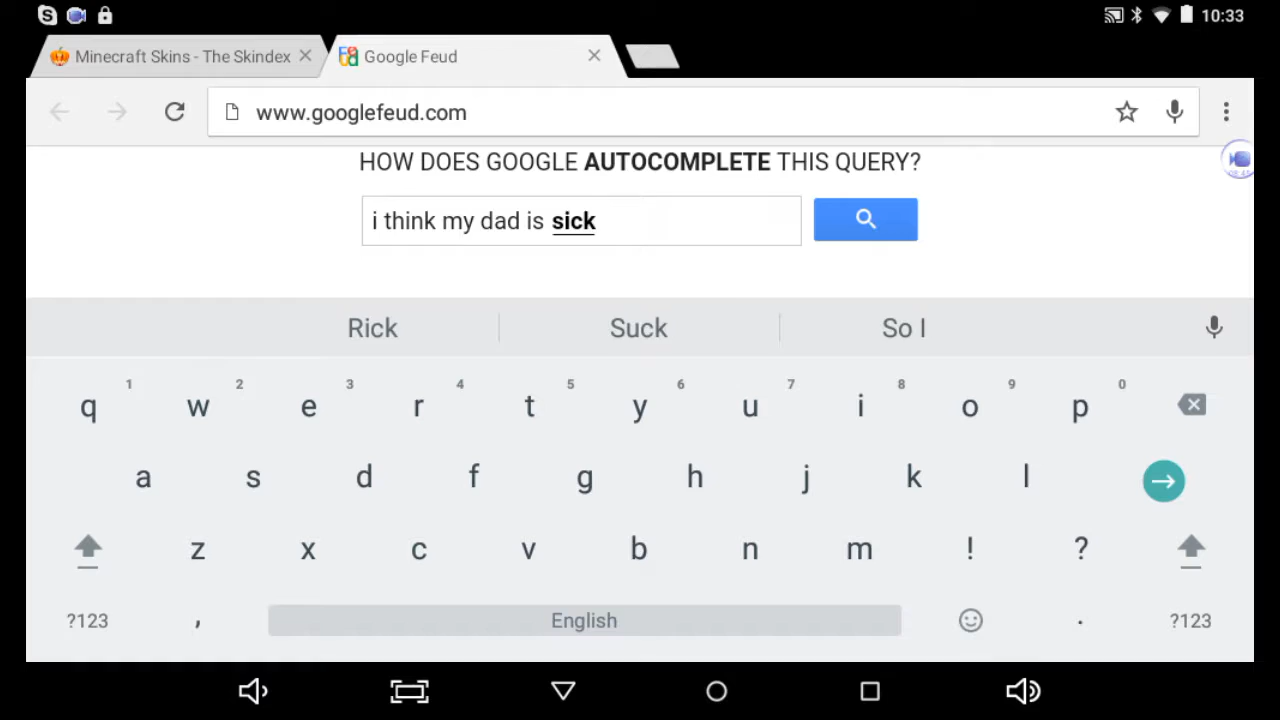 10:33
Minecraft Skins - The Skindex
Google Feud
www.googlefeud.com
HOW DOES GOOGLE AUTOCOMPLETE THIS QUERY?
i think my dad is sick
Rick Suck So I
1 2 3 4 5 6 7 8 9 0
q w e r t y u i o p
a s d f g h j k l
z x c v b n m ! ?
?123 , English . ?123